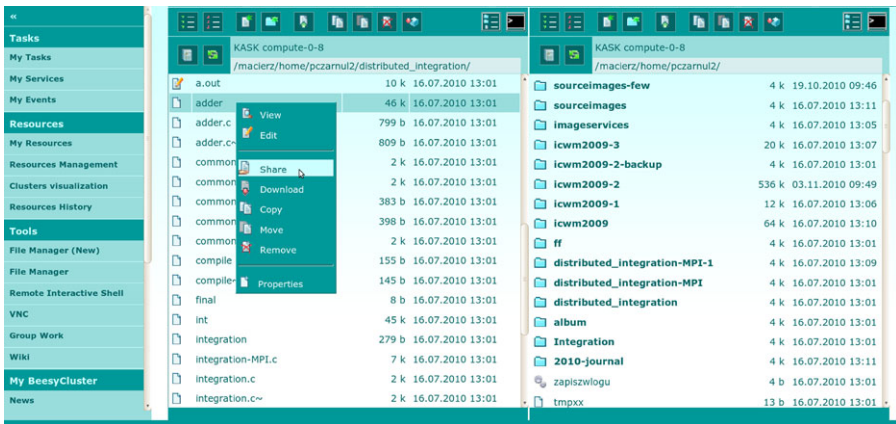 «
Tasks
My Tasks
My Services
My Events
Resources
My Resources
Resources Management
Clusters visualization
Resources History
Tools
File Manager (New)
File Manager
Remote Interactive Shell
VNC
Group Work
Wiki
My BeesyCluster
News
KASK compute-0-8
/macierz/home/pczarnul2/distributed_integration/
a.out 10 k 16.07.2010 13:01
adder 46 k 16.07.2010 13:01
adder.c 799 b 16.07.2010 13:01
adder.c~ 809 b 16.07.2010 13:01
common 2 k 16.07.2010 13:01
common 2 k 16.07.2010 13:01
common 383 b 16.07.2010 13:01
common 398 b 16.07.2010 13:01
common 2 k 16.07.2010 13:01
compile 155 b 16.07.2010 13:01
compile~ 145 b 16.07.2010 13:01
final 8 b 16.07.2010 13:01
int 45 k 16.07.2010 13:01
integration 279 b 16.07.2010 13:01
integration-MPI.c 7 k 16.07.2010 13:01
integration.c 2 k 16.07.2010 13:01
integration.c~ 2 k 16.07.2010 13:01
View
Edit
Share
Download
Copy
Move
Remove
Properties
KASK compute-0-8
/macierz/home/pczarnul2/
sourceimages-few 4 k 19.10.2010 09:46
sourceimages 4 k 16.07.2010 13:11
imageservices 4 k 16.07.2010 13:05
icwm2009-3 20 k 16.07.2010 13:07
icwm2009-2-backup 4 k 16.07.2010 13:01
icwm2009-2 536 k 03.11.2010 09:49
icwm2009-1 12 k 16.07.2010 13:06
icwm2009 64 k 16.07.2010 13:10
ff 4 k 16.07.2010 13:01
distributed_integration-MPI-1 4 k 16.07.2010 13:09
distributed_integration-MPI 4 k 16.07.2010 13:01
distributed_integration 4 k 16.07.2010 13:01
album 4 k 16.07.2010 13:01
Integration 4 k 16.07.2010 13:01
2010-journal 4 k 16.07.2010 13:11
zapiszwlogu 4 b 16.07.2010 13:01
tmpxx 13 b 16.07.2010 13:01